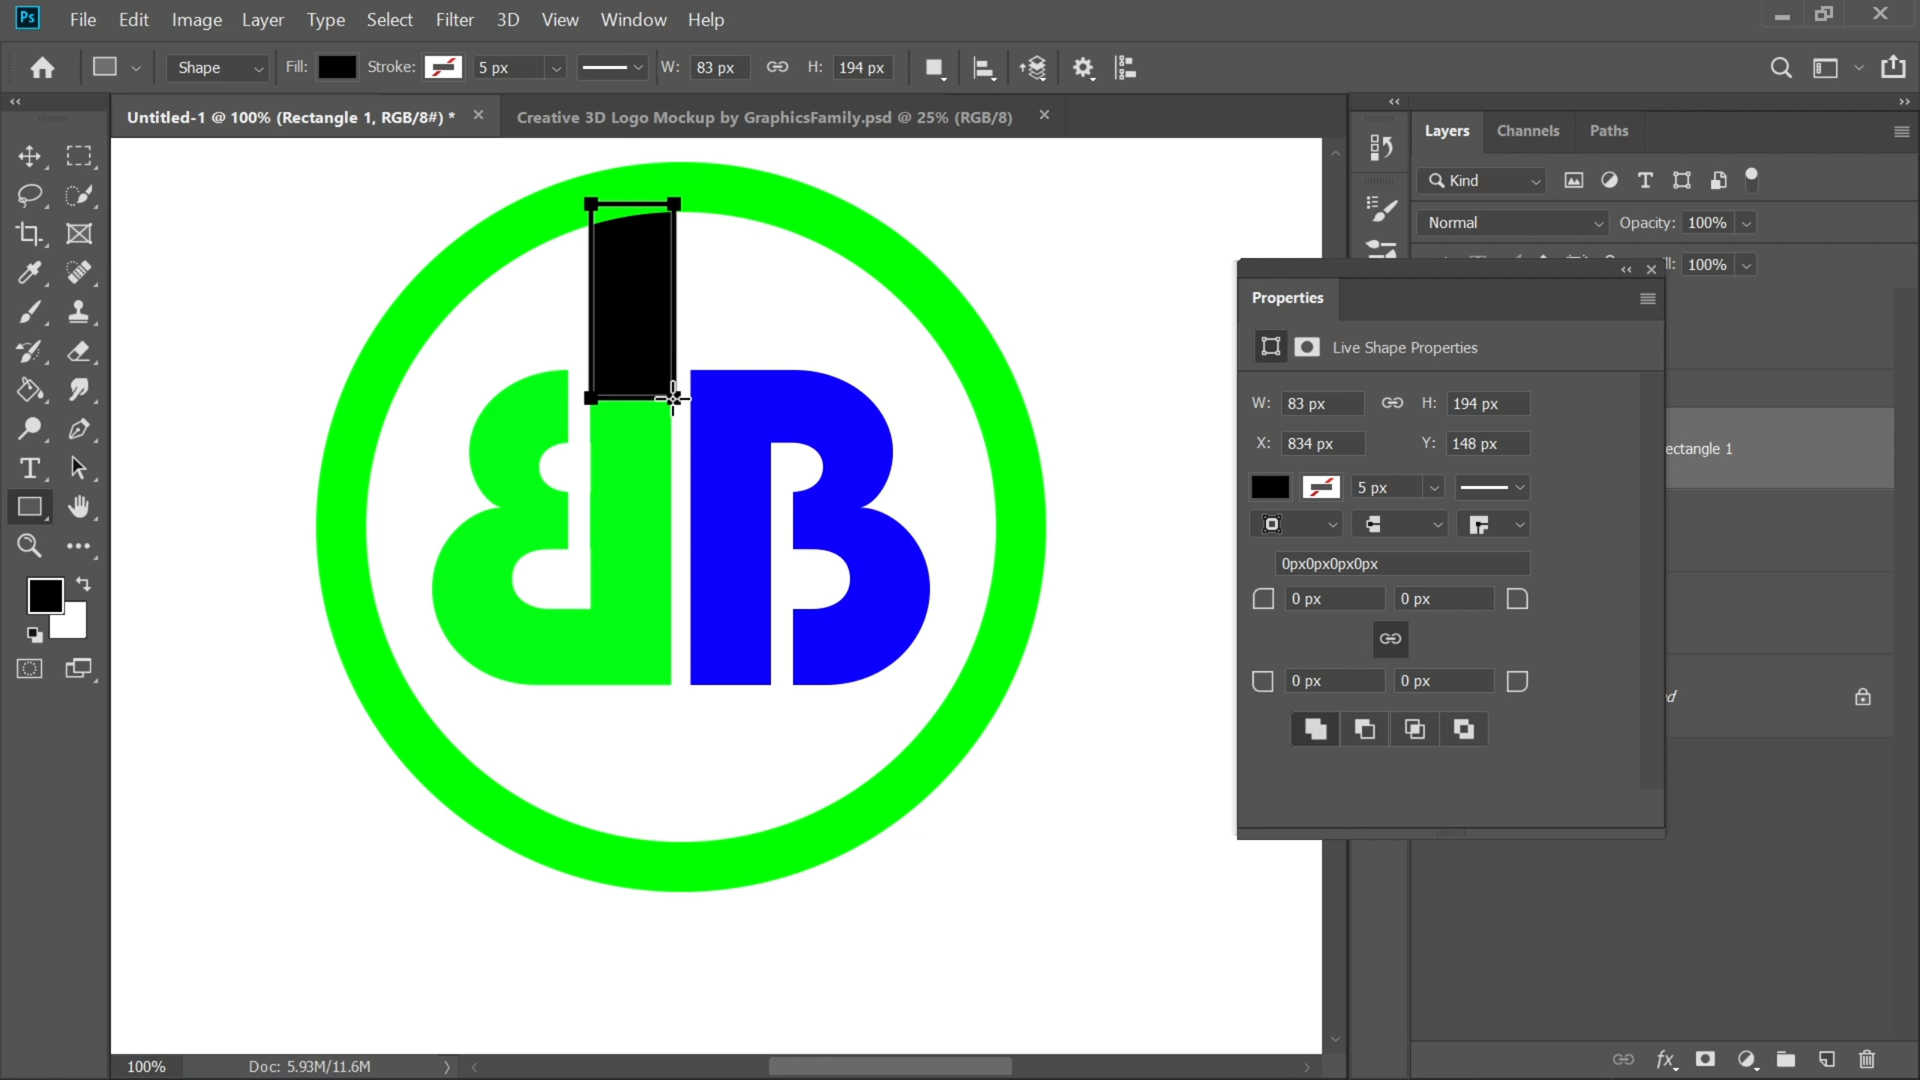 Ps File Edit Image Layer Type Select Filter 3D View Window Help
Shape Fill: Stroke: 5 px W: 83 px H: 194 px
Untitled-1 @ 100% (Rectangle 1, RGB/8#) * Creative 3D Logo Mockup by GraphicsFamily.psd @ 25% (RGB/8)
Layers Channels Paths
Kind
Normal Opacity: 100%
100%
Properties
Live Shape Properties
W: 83 px H: 194 px
X: 834 px Y: 148 px
ectangle 1
5 px
0px0px0px0px
0 px 0 px
0 px 0 px
B B
100% Doc: 5.93M/11.6M
fx